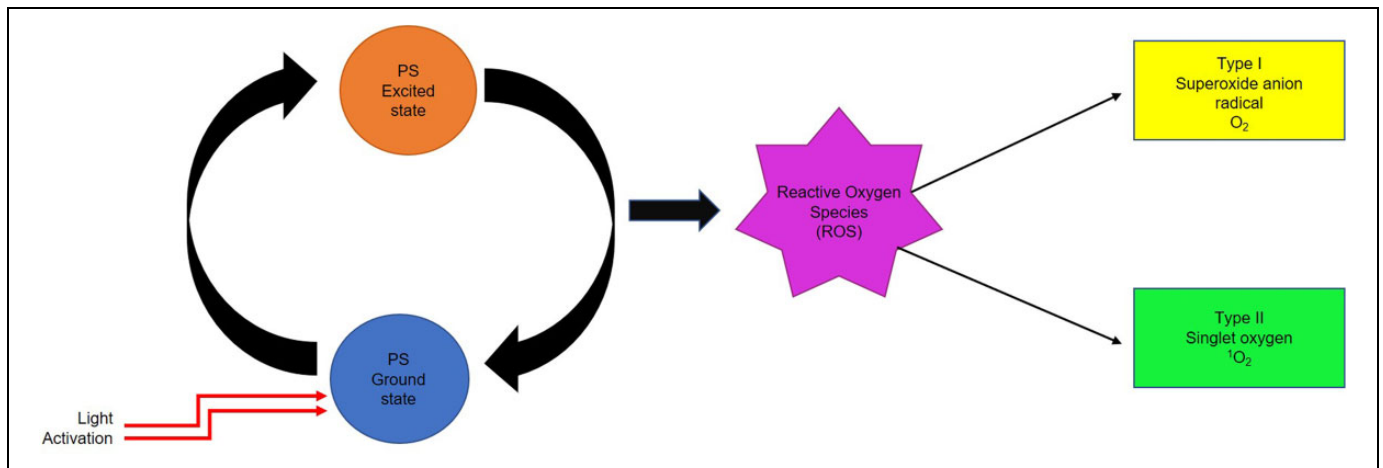 PS
Excited
state
PS
Ground
state
Light
Activation
Reactive Oxygen
Species
(ROS)
Type I
Superoxide anion
radical
O₂
Type II
Singlet oxygen
¹O₂